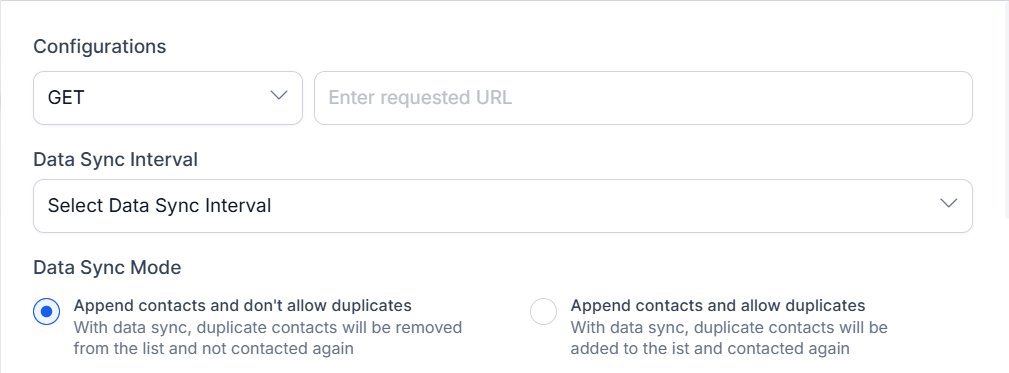 Configurations
GET
Enter requested URL
Data Sync Interval
Select Data Sync Interval
Data Sync Mode
Append contacts and don't allow duplicates
With data sync, duplicate contacts will be removed
from the list and not contacted again
Append contacts and allow duplicates
With data sync, duplicate contacts will be
added to the ist and contacted again